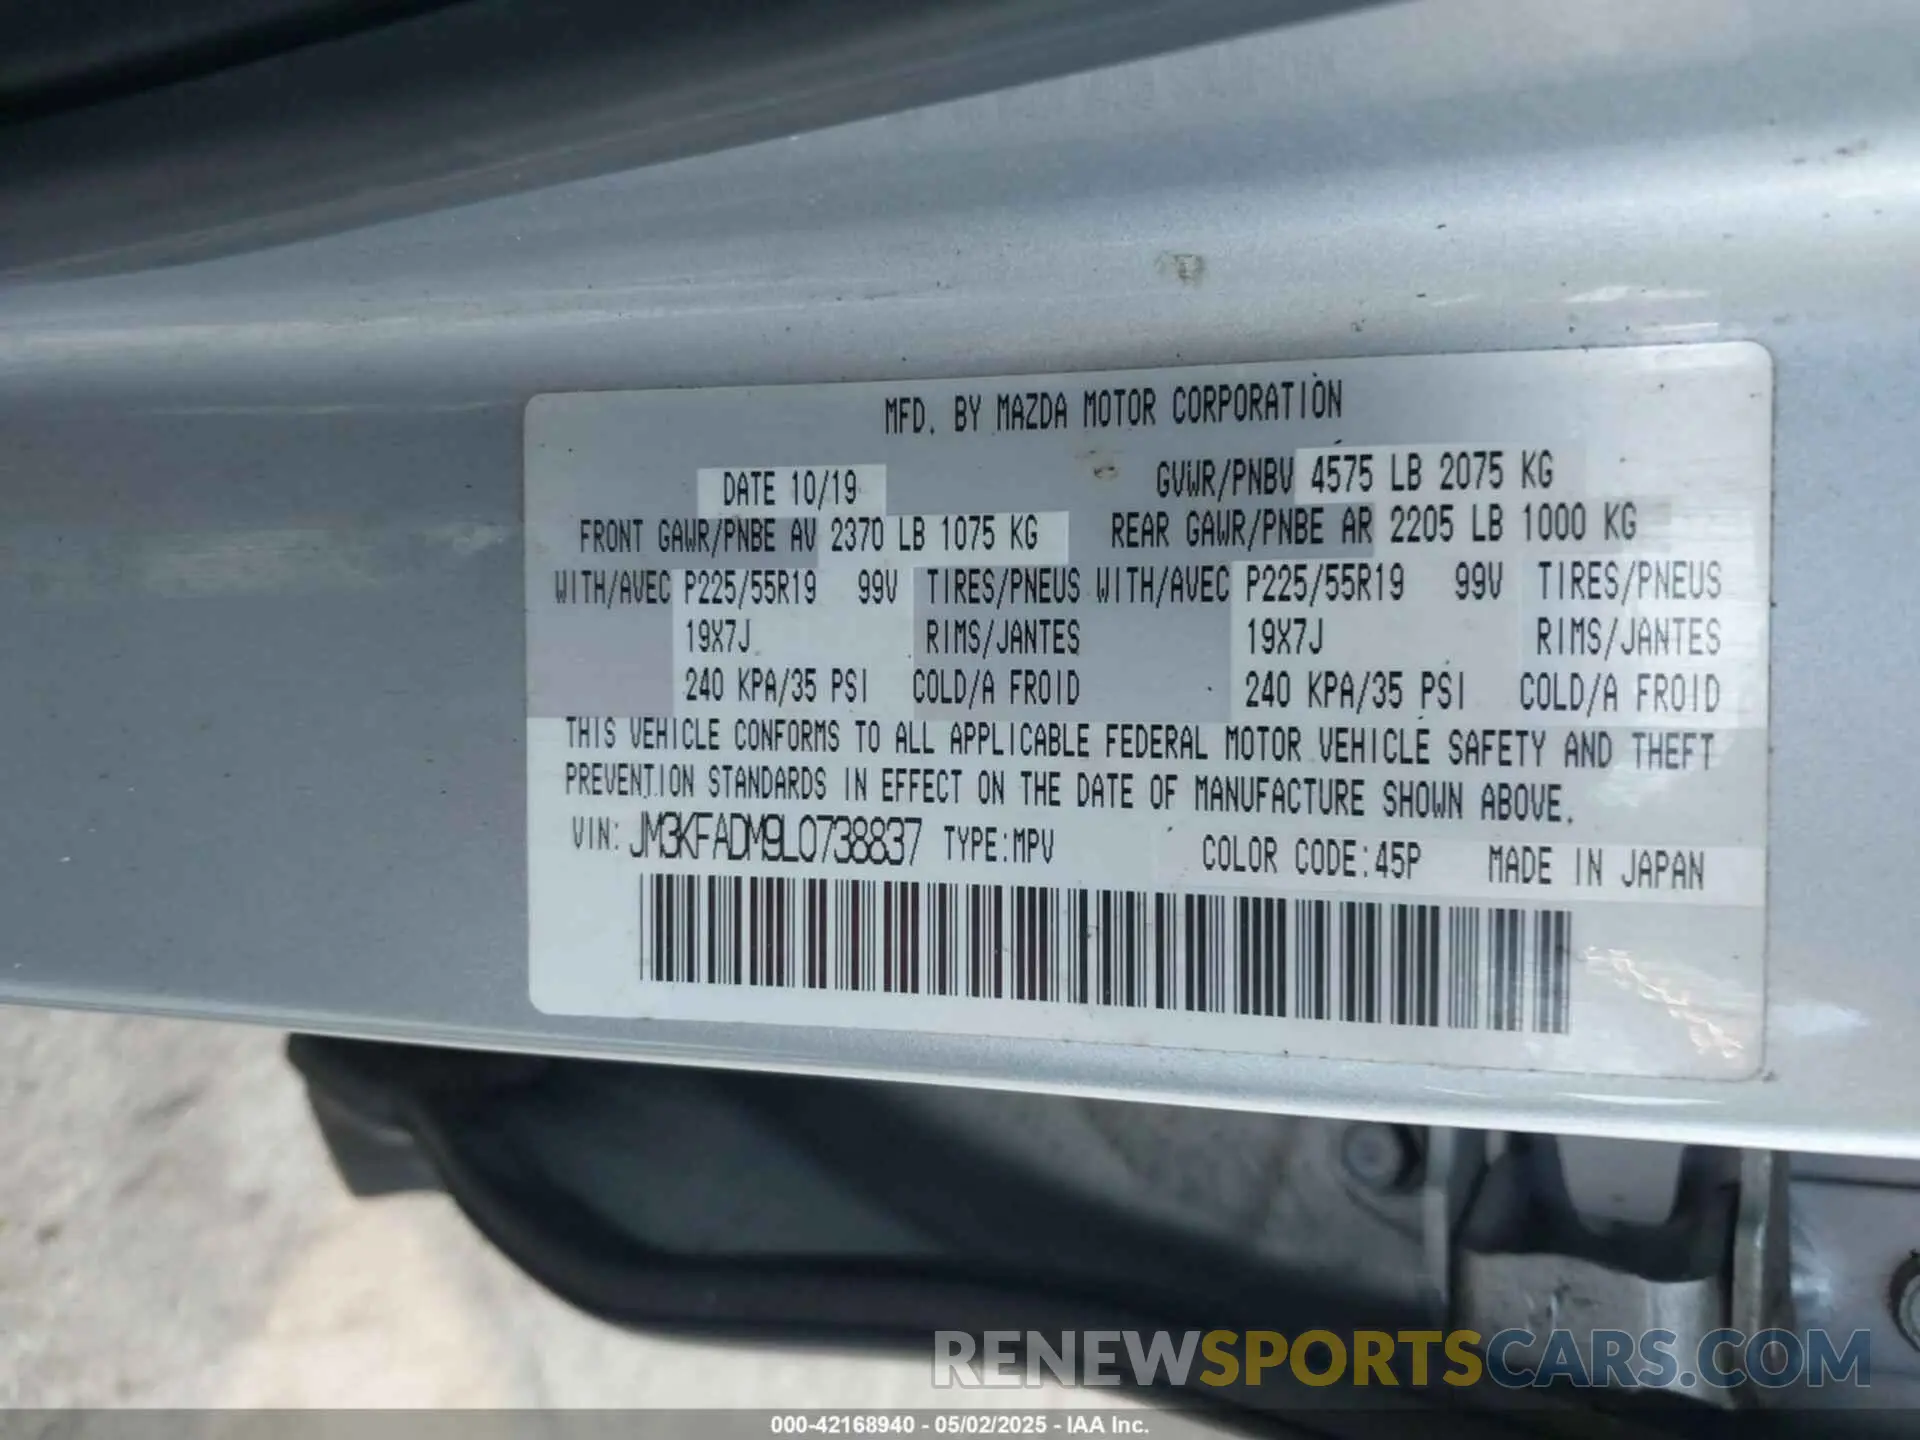 MFD. BY MAZDA MOTOR CORPORATION
DATE 10/19 GVWR/PNBV 4575 LB 2075 KG
FRONT GAWR/PNBE AV 2370 LB 1075 KG REAR GAWR/PNBE AR 2205 LB 1000 KG
WITH/AVEC P225/55R19 99V TIRES/PNEUS WITH/AVEC P225/55R19 99V TIRES/PNEUS
19X7J RIMS/JANTES 19X7J RIMS/JANTES
240 KPA/35 PSI COLD/A FROID 240 KPA/35 PSI COLD/A FROID
THIS VEHICLE CONFORMS TO ALL APPLICABLE FEDERAL MOTOR VEHICLE SAFETY AND THEFT
PREVENTION STANDARDS IN EFFECT ON THE DATE OF MANUFACTURE SHOWN ABOVE.
VIN: JM3KFADM9L0738837 TYPE:MPV COLOR CODE:45P MADE IN JAPAN
RENEWSPORTSCARS.COM
000-42168940 - 05/02/2025 - IAA Inc.